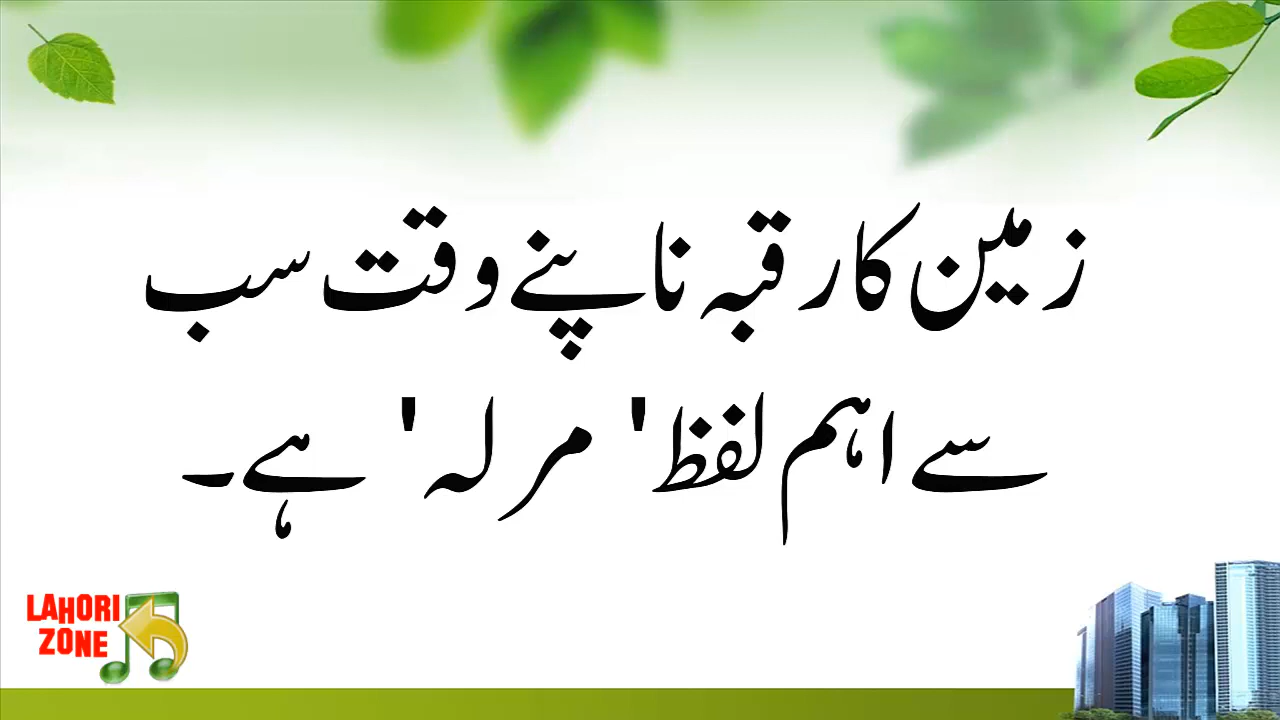 زمین کا رقبہ ناپنے وقت سب
سے اہم لفظ ' مرلہ ' ہے۔
LAHORI
ZONE